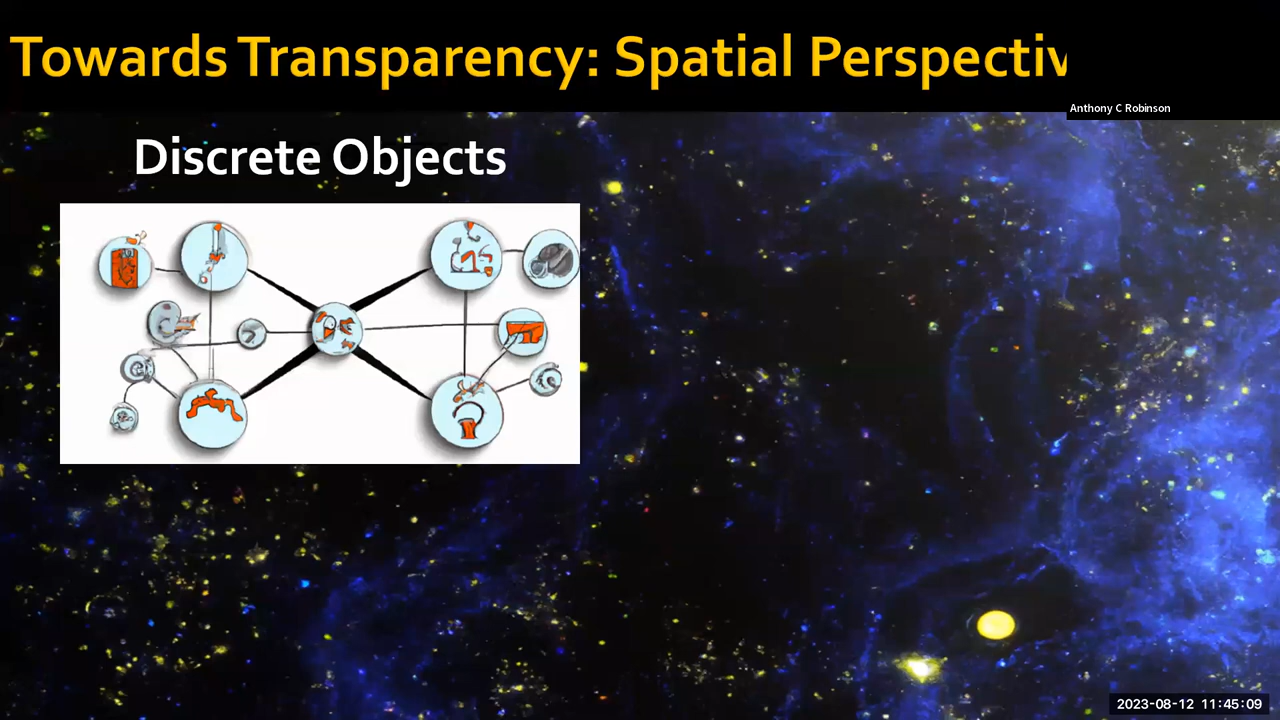 Towards Transparency: Spatial Perspectiv
Anthony C Robinson
Discrete Objects
2023-08-12 11:45:09